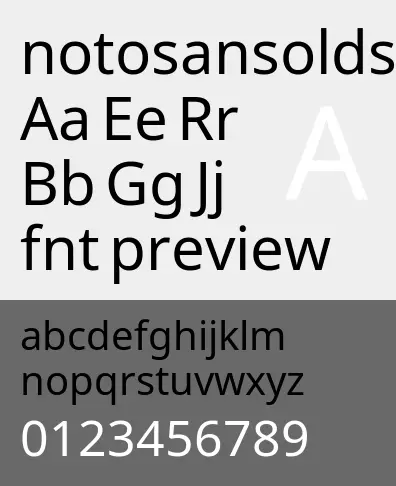 notosansolds
Aa Ee Rr
A
Bb Gg Jj
fnt preview
abcdefghijklm
nopqrstuvwxyz
0123456789